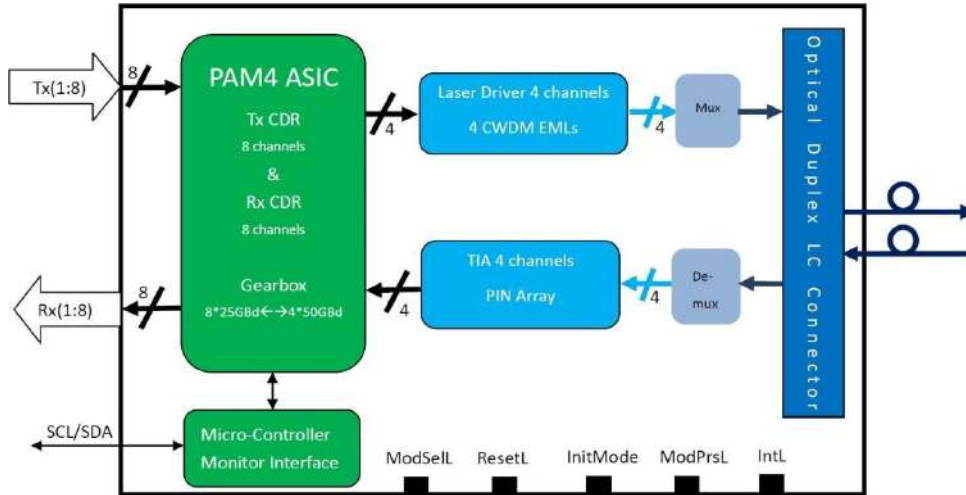 Tx(1:8)
8
PAM4 ASIC
Tx CDR
8 channels
&
Rx CDR
8 channels
Gearbox
8*25GBd←→4*50GBd
4
Laser Driver 4 channels
4 CWDM EMLs
4
Mux
Optical Duplex LC Connector
Rx(1:8)
8
4
TIA 4 channels
PIN Array
4
De-
mux
SCL/SDA
Micro-Controller
Monitor Interface
ModSelL
ResetL
InitMode
ModPrsL
IntL